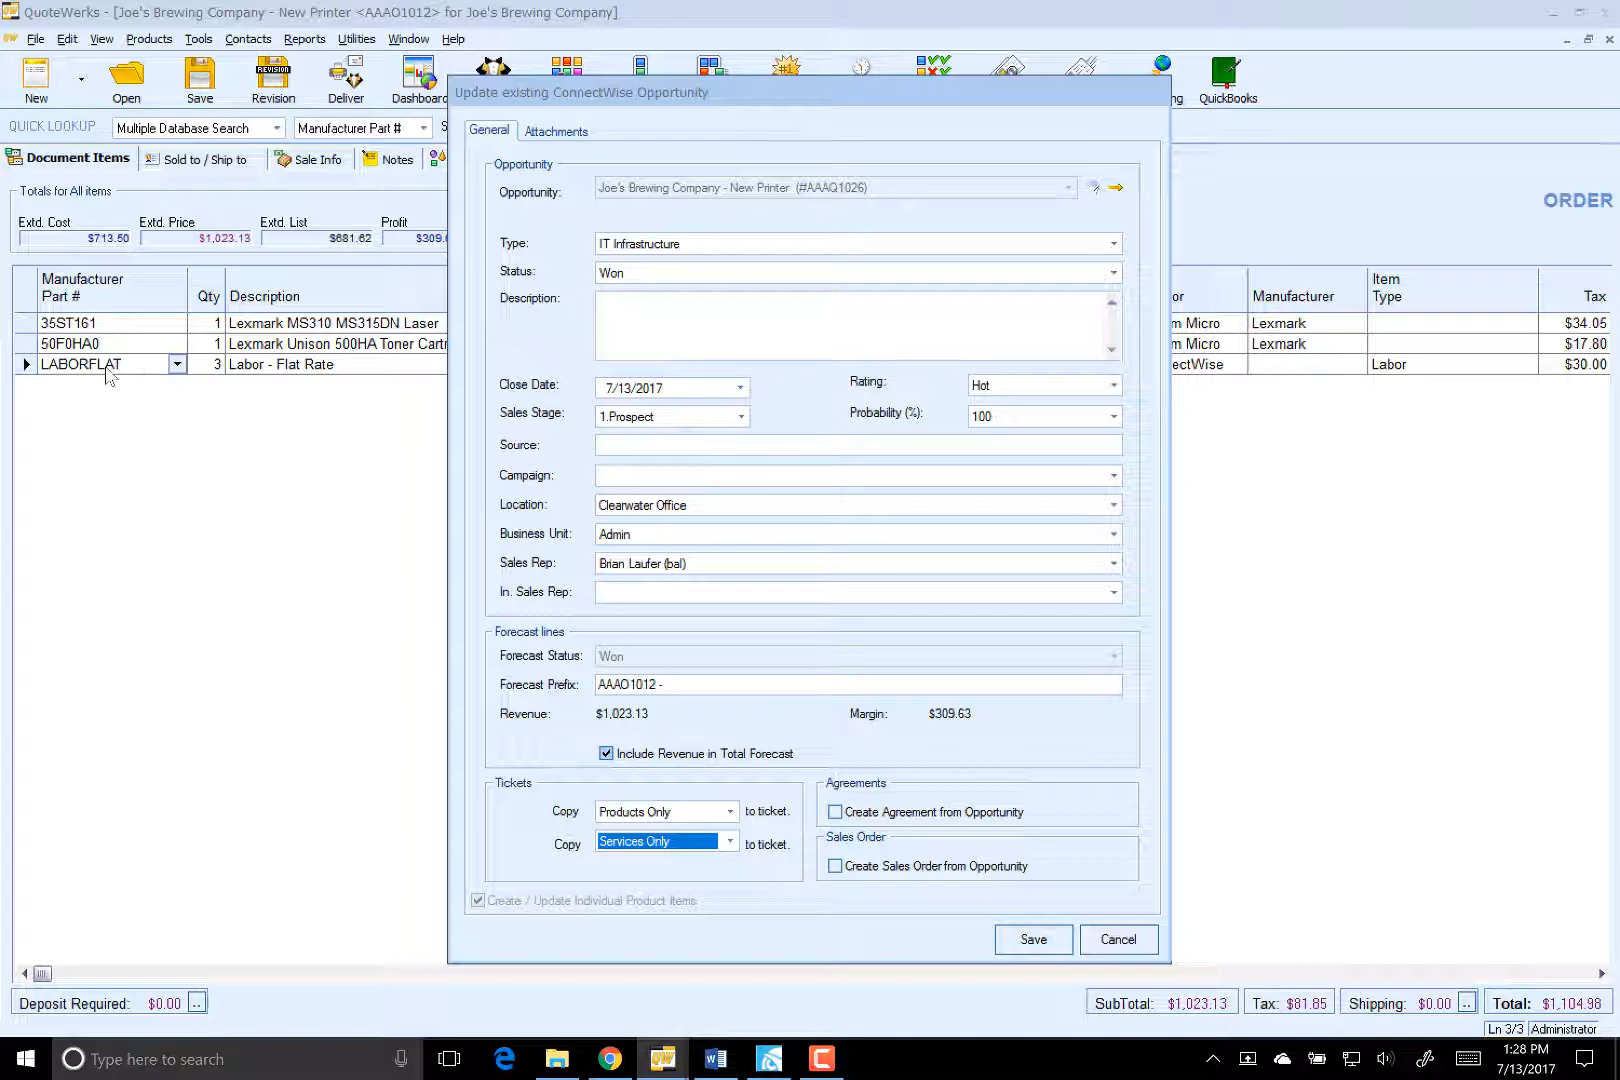 QuoteWerks - [Joe's Brewing Company - New Printer <AAAO1012> for Joe's Brewing Company]
File Edit View Products Tools Contacts Reports Utilities Window Help
New Open Save Revision Deliver Dashboard QuickBooks
REVISION
QUICK LOOKUP Multiple Database Search Manufacturer Part # S
Document Items Sold to / Ship to Sale Info Notes
Totals for All items
Extd. Cost Extd. Price Extd. List Profit
$713.50 $1,023.13 $681.62 $309.6
ORDER
Manufacturer Part # Qty Description or Manufacturer Item Type Tax
35ST161 1 Lexmark MS310 MS315DN Laser m Micro Lexmark $34.05
50F0HA0 1 Lexmark Unison 500HA Toner Cartr m Micro Lexmark $17.80
LABORFLAT 3 Labor - Flat Rate ectWise Labor $30.00
Update existing ConnectWise Opportunity
General Attachments
Opportunity
Opportunity: Joe's Brewing Company - New Printer (#AAAQ1026)
Type: IT Infrastructure
Status: Won
Description:
Close Date: 7/13/2017 Rating: Hot
Sales Stage: 1.Prospect Probability (%): 100
Source:
Campaign:
Location: Clearwater Office
Business Unit: Admin
Sales Rep: Brian Laufer (bal)
In. Sales Rep:
Forecast lines
Forecast Status: Won
Forecast Prefix: AAAO1012 -
Revenue: $1,023.13 Margin: $309.63
Include Revenue in Total Forecast
Tickets
Copy Products Only to ticket.
Copy Services Only to ticket.
Agreements
Create Agreement from Opportunity
Sales Order
Create Sales Order from Opportunity
Create / Update Individual Product Items
Save Cancel
Deposit Required: $0.00 .. SubTotal: $1,023.13 Tax: $81.85 Shipping: $0.00 .. Total: $1,104.98
Ln 3/3 Administrator
Type here to search
QW
1:28 PM
7/13/2017